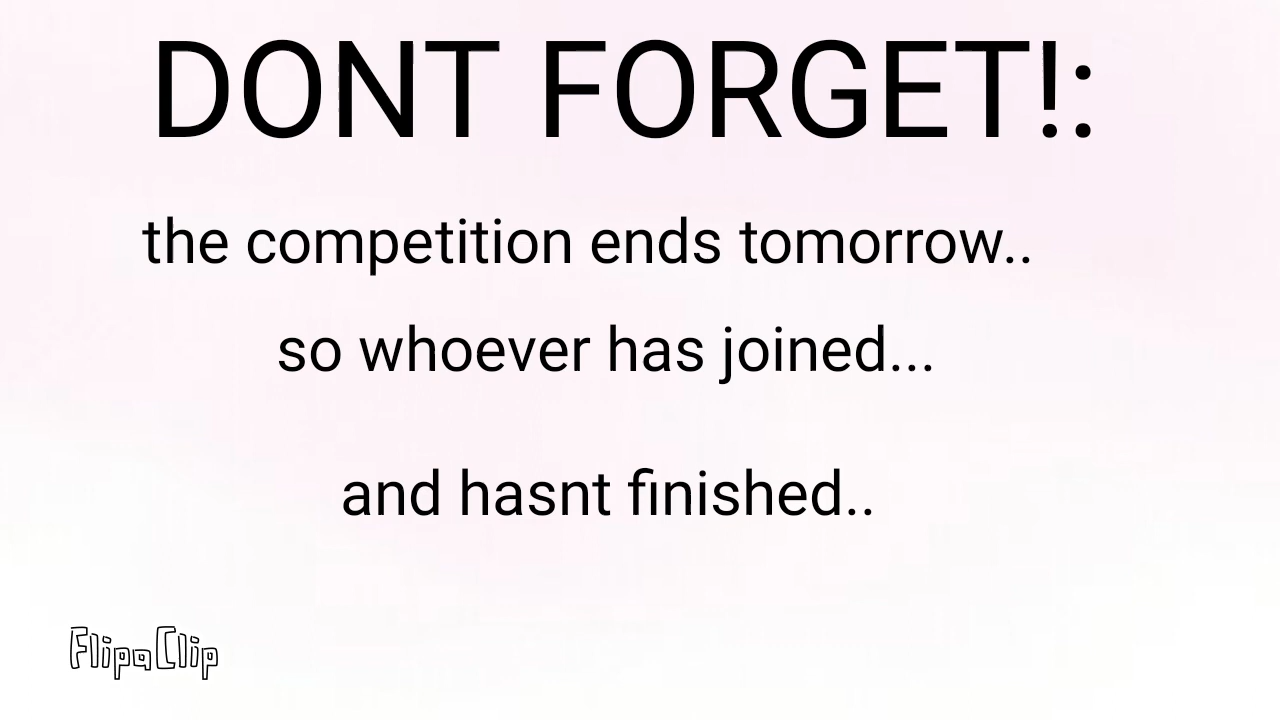 DONT FORGET!:
the competition ends tomorrow..
so whoever has joined...
and hasnt finished..
FlipaClip